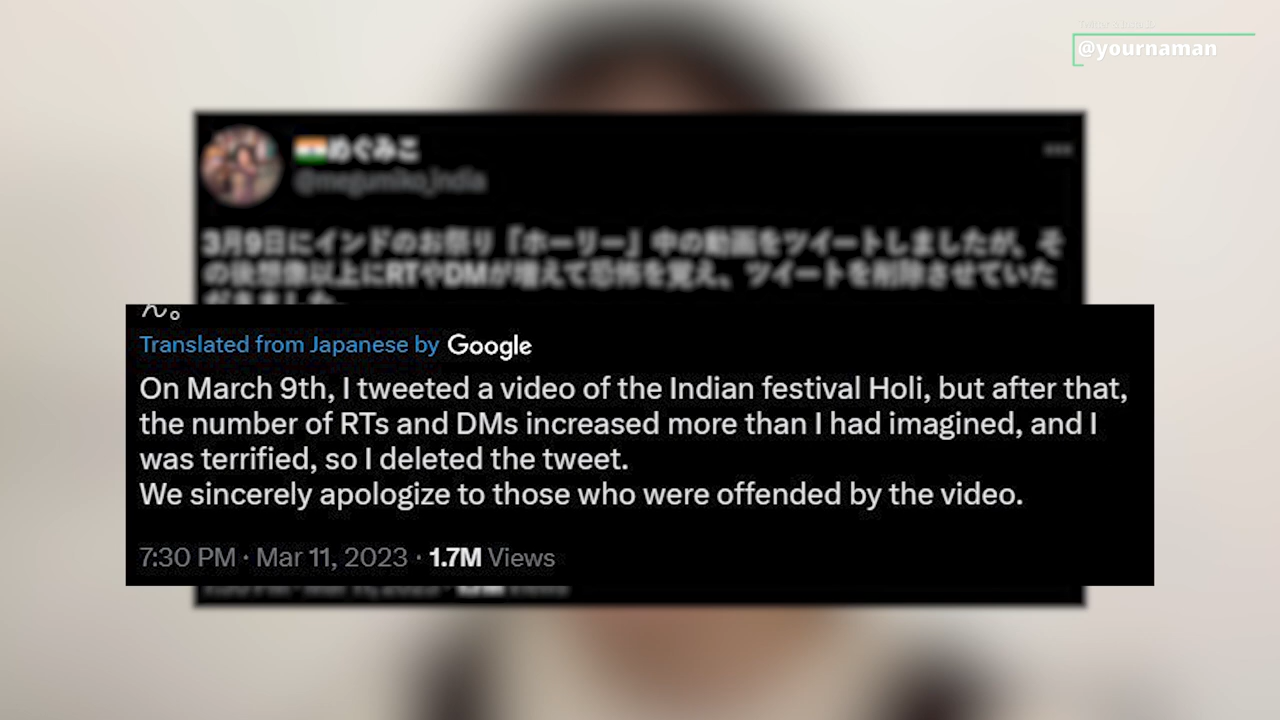 @yournaman
めぐみこ
@megumiko_india
3月9日にインドのお祭り「ホーリー」中の動画をツイートしましたが、そ
の後想像以上にRTやDMが増えて恐怖を覚え、ツイートを削除させていた
だきました。
ん。
Translated from Japanese by Google
On March 9th, I tweeted a video of the Indian festival Holi, but after that,
the number of RTs and DMs increased more than I had imagined, and I
was terrified, so I deleted the tweet.
We sincerely apologize to those who were offended by the video.
7:30 PM · Mar 11, 2023 · 1.7M Views